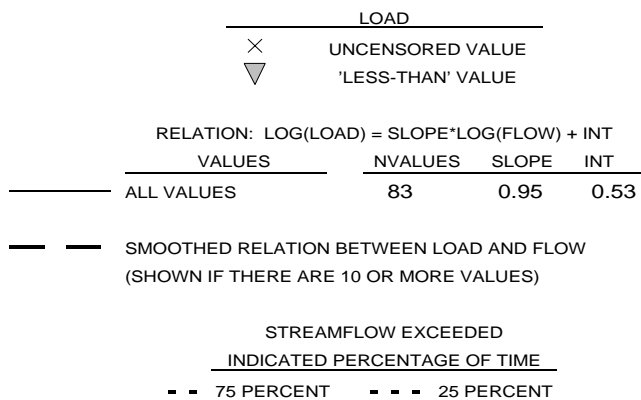 LOAD
UNCENSORED VALUE
'LESS-THAN' VALUE
RELATION: LOG(LOAD) = SLOPE*LOG(FLOW) + INT
VALUES NVALUES SLOPE INT
ALL VALUES 83 0.95 0.53
SMOOTHED RELATION BETWEEN LOAD AND FLOW
(SHOWN IF THERE ARE 10 OR MORE VALUES)
STREAMFLOW EXCEEDED
INDICATED PERCENTAGE OF TIME
75 PERCENT 25 PERCENT